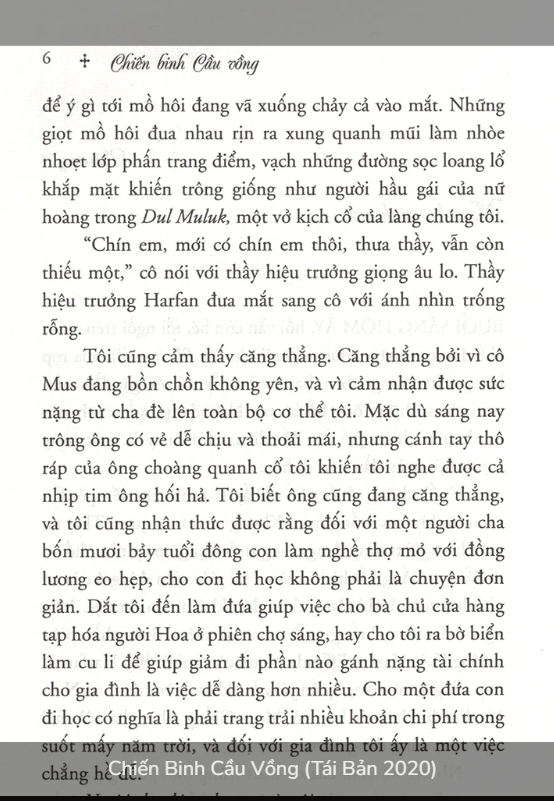 6 ✢ Chiến binh Cầu vồng
để ý gì tới mồ hôi đang vã xuống chảy cả vào mắt. Những
giọt mồ hôi đua nhau rịn ra xung quanh mũi làm nhòe
nhoẹt lớp phấn trang điểm, vạch những đường sọc loang lổ
khắp mặt khiến trông giống như người hầu gái của nữ
hoàng trong Dul Muluk, một vở kịch cổ của làng chúng tôi.
“Chín em, mới có chín em thôi, thưa thầy, vẫn còn
thiếu một,” cô nói với thầy hiệu trưởng giọng âu lo. Thầy
hiệu trưởng Harfan đưa mắt sang cô với ánh nhìn trống
rỗng.
Tôi cũng cảm thấy căng thẳng. Căng thẳng bởi vì cô
Mus đang bồn chồn không yên, và vì cảm nhận được sức
nặng từ cha đè lên toàn bộ cơ thể tôi. Mặc dù sáng nay
trông ông có vẻ dễ chịu và thoải mái, nhưng cánh tay thô
ráp của ông choàng quanh cổ tôi khiến tôi nghe được cả
nhịp tim ông hối hả. Tôi biết ông cũng đang căng thẳng,
và tôi cũng nhận thức được rằng đối với một người cha
bốn mươi bảy tuổi đông con làm nghề thợ mỏ với đồng
lương eo hẹp, cho con đi học không phải là chuyện đơn
giản. Dắt tôi đến làm đứa giúp việc cho bà chủ cửa hàng
tạp hóa người Hoa ở phiên chợ sáng, hay cho tôi ra bờ biển
làm cu li để giúp giảm đi phần nào gánh nặng tài chính
cho gia đình là việc dễ dàng hơn nhiều. Cho một đứa con
đi học có nghĩa là phải trang trải nhiều khoản chi phí trong
suốt mấy năm trời, và đối với gia đình tôi ấy là một việc
chẳng hề dễ.
Chiến Binh Cầu Vồng (Tái Bản 2020)